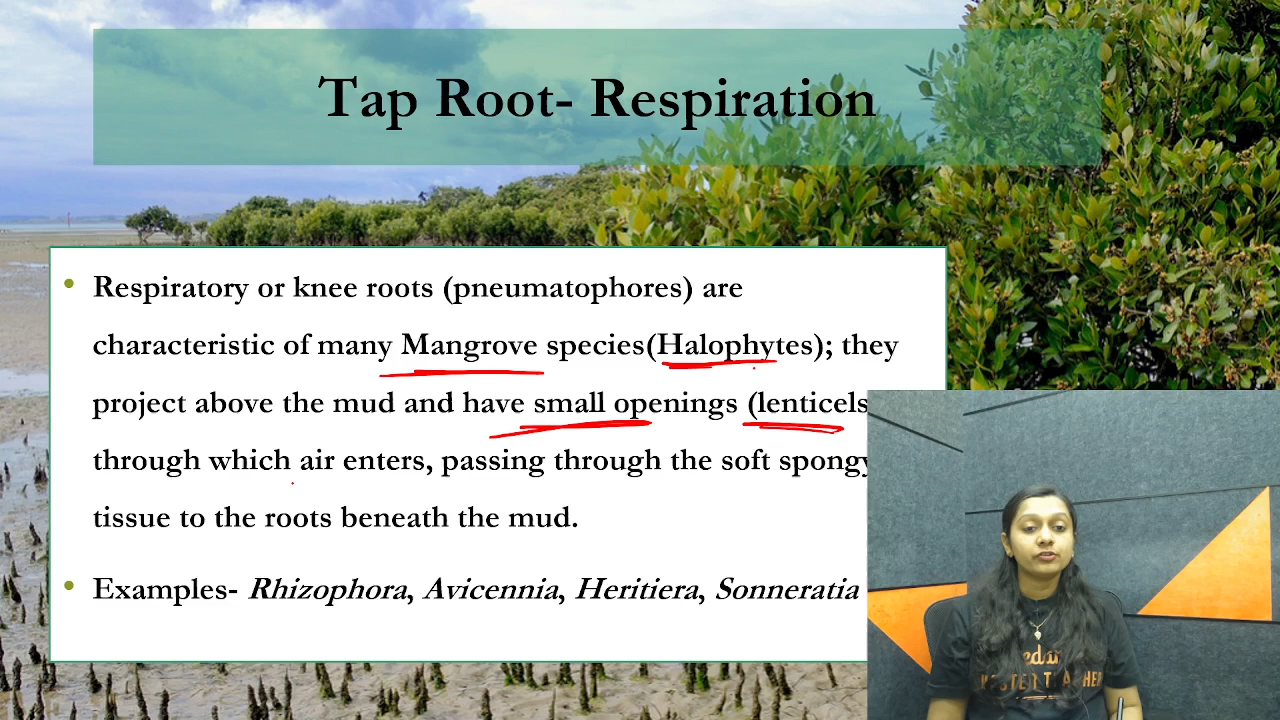 Tap Root- Respiration
Respiratory or knee roots (pneumatophores) are
characteristic of many Mangrove species(Halophytes); they
project above the mud and have small openings (lenticels
through which air enters, passing through the soft spongy
tissue to the roots beneath the mud.
Examples- Rhizophora, Avicennia, Heritiera, Sonneratia